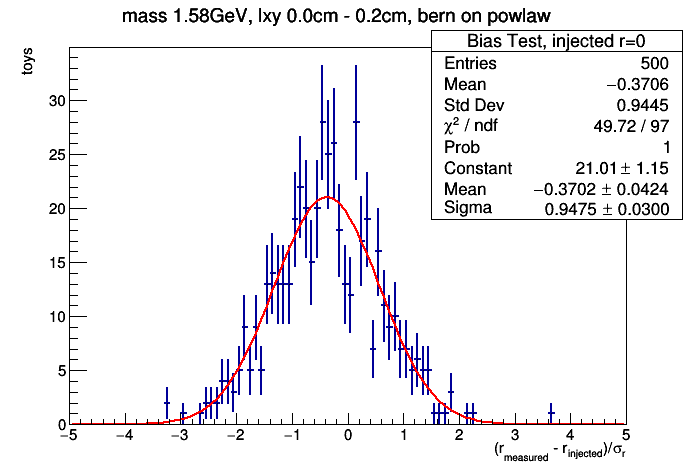 mass 1.58GeV, lxy 0.0cm - 0.2cm, bern on powlaw
toys
Bias Test, injected r=0
Entries 500
Mean −0.3706
Std Dev 0.9445
χ² / ndf 49.72 / 97
Prob 1
Constant 21.01 ± 1.15
Mean −0.3702 ± 0.0424
Sigma 0.9475 ± 0.0300
30
25
20
15
10
5
0
−5 −4 −3 −2 −1 0 1 2 3 4 5
(r_measured - r_injected)/σ_r